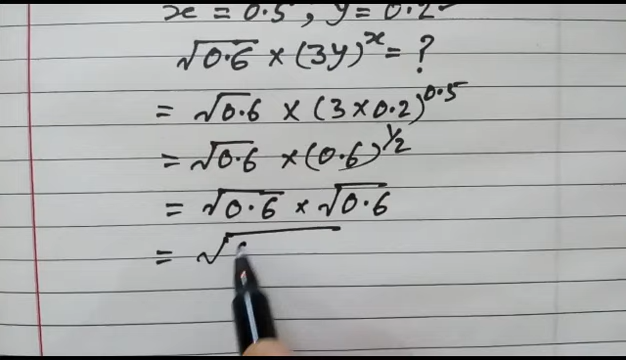 x = 0.5, y = 0.2
√0.6 × (3y)^x = ?
= √0.6 × (3×0.2)^0.5
= √0.6 × (0.6)^1/2
= √0.6 × √0.6
= √